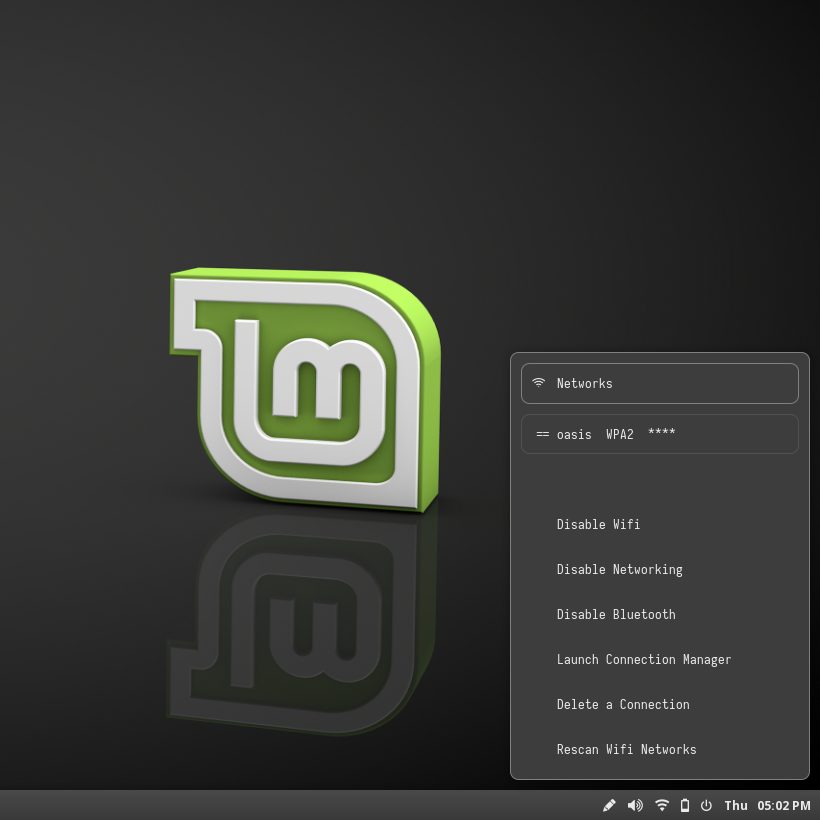 lm
Networks
== oasis  WPA2  ****
Disable Wifi
Disable Networking
Disable Bluetooth
Launch Connection Manager
Delete a Connection
Rescan Wifi Networks
Thu 05:02 PM